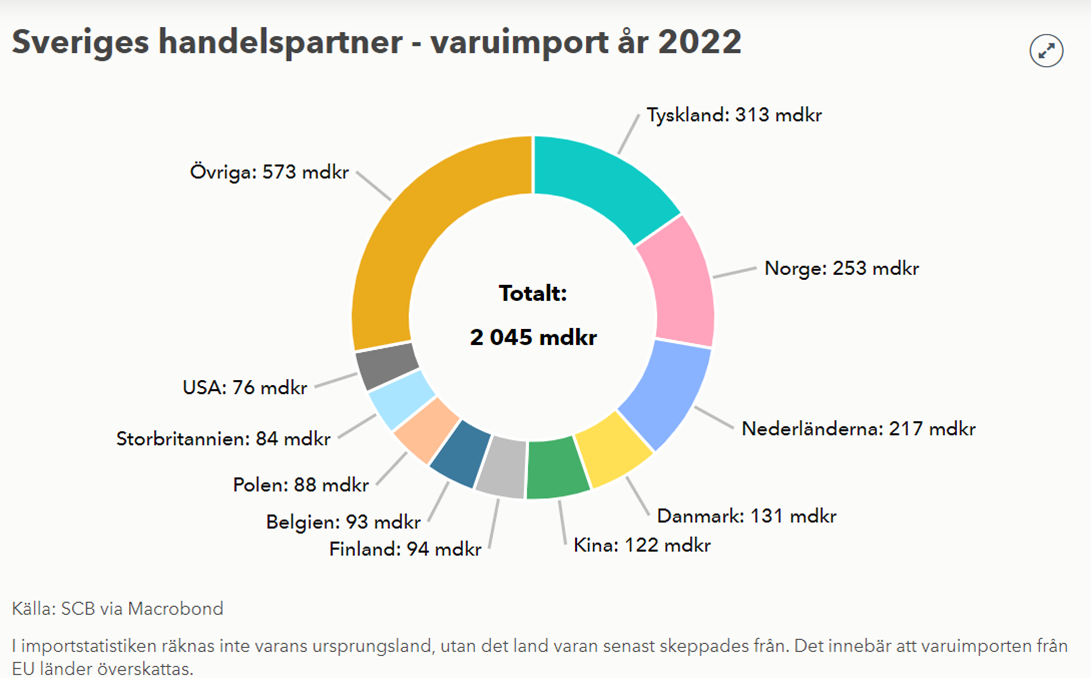 Sveriges handelspartner - varuimport år 2022
Tyskland: 313 mdkr
Övriga: 573 mdkr
Norge: 253 mdkr
Totalt:
2 045 mdkr
USA: 76 mdkr
Nederländerna: 217 mdkr
Storbritannien: 84 mdkr
Polen: 88 mdkr
Danmark: 131 mdkr
Belgien: 93 mdkr
Kina: 122 mdkr
Finland: 94 mdkr
Källa: SCB via Macrobond
I importstatistiken räknas inte varans ursprungsland, utan det land varan senast skeppades från. Det innebär att varuimporten från
EU länder överskattas.